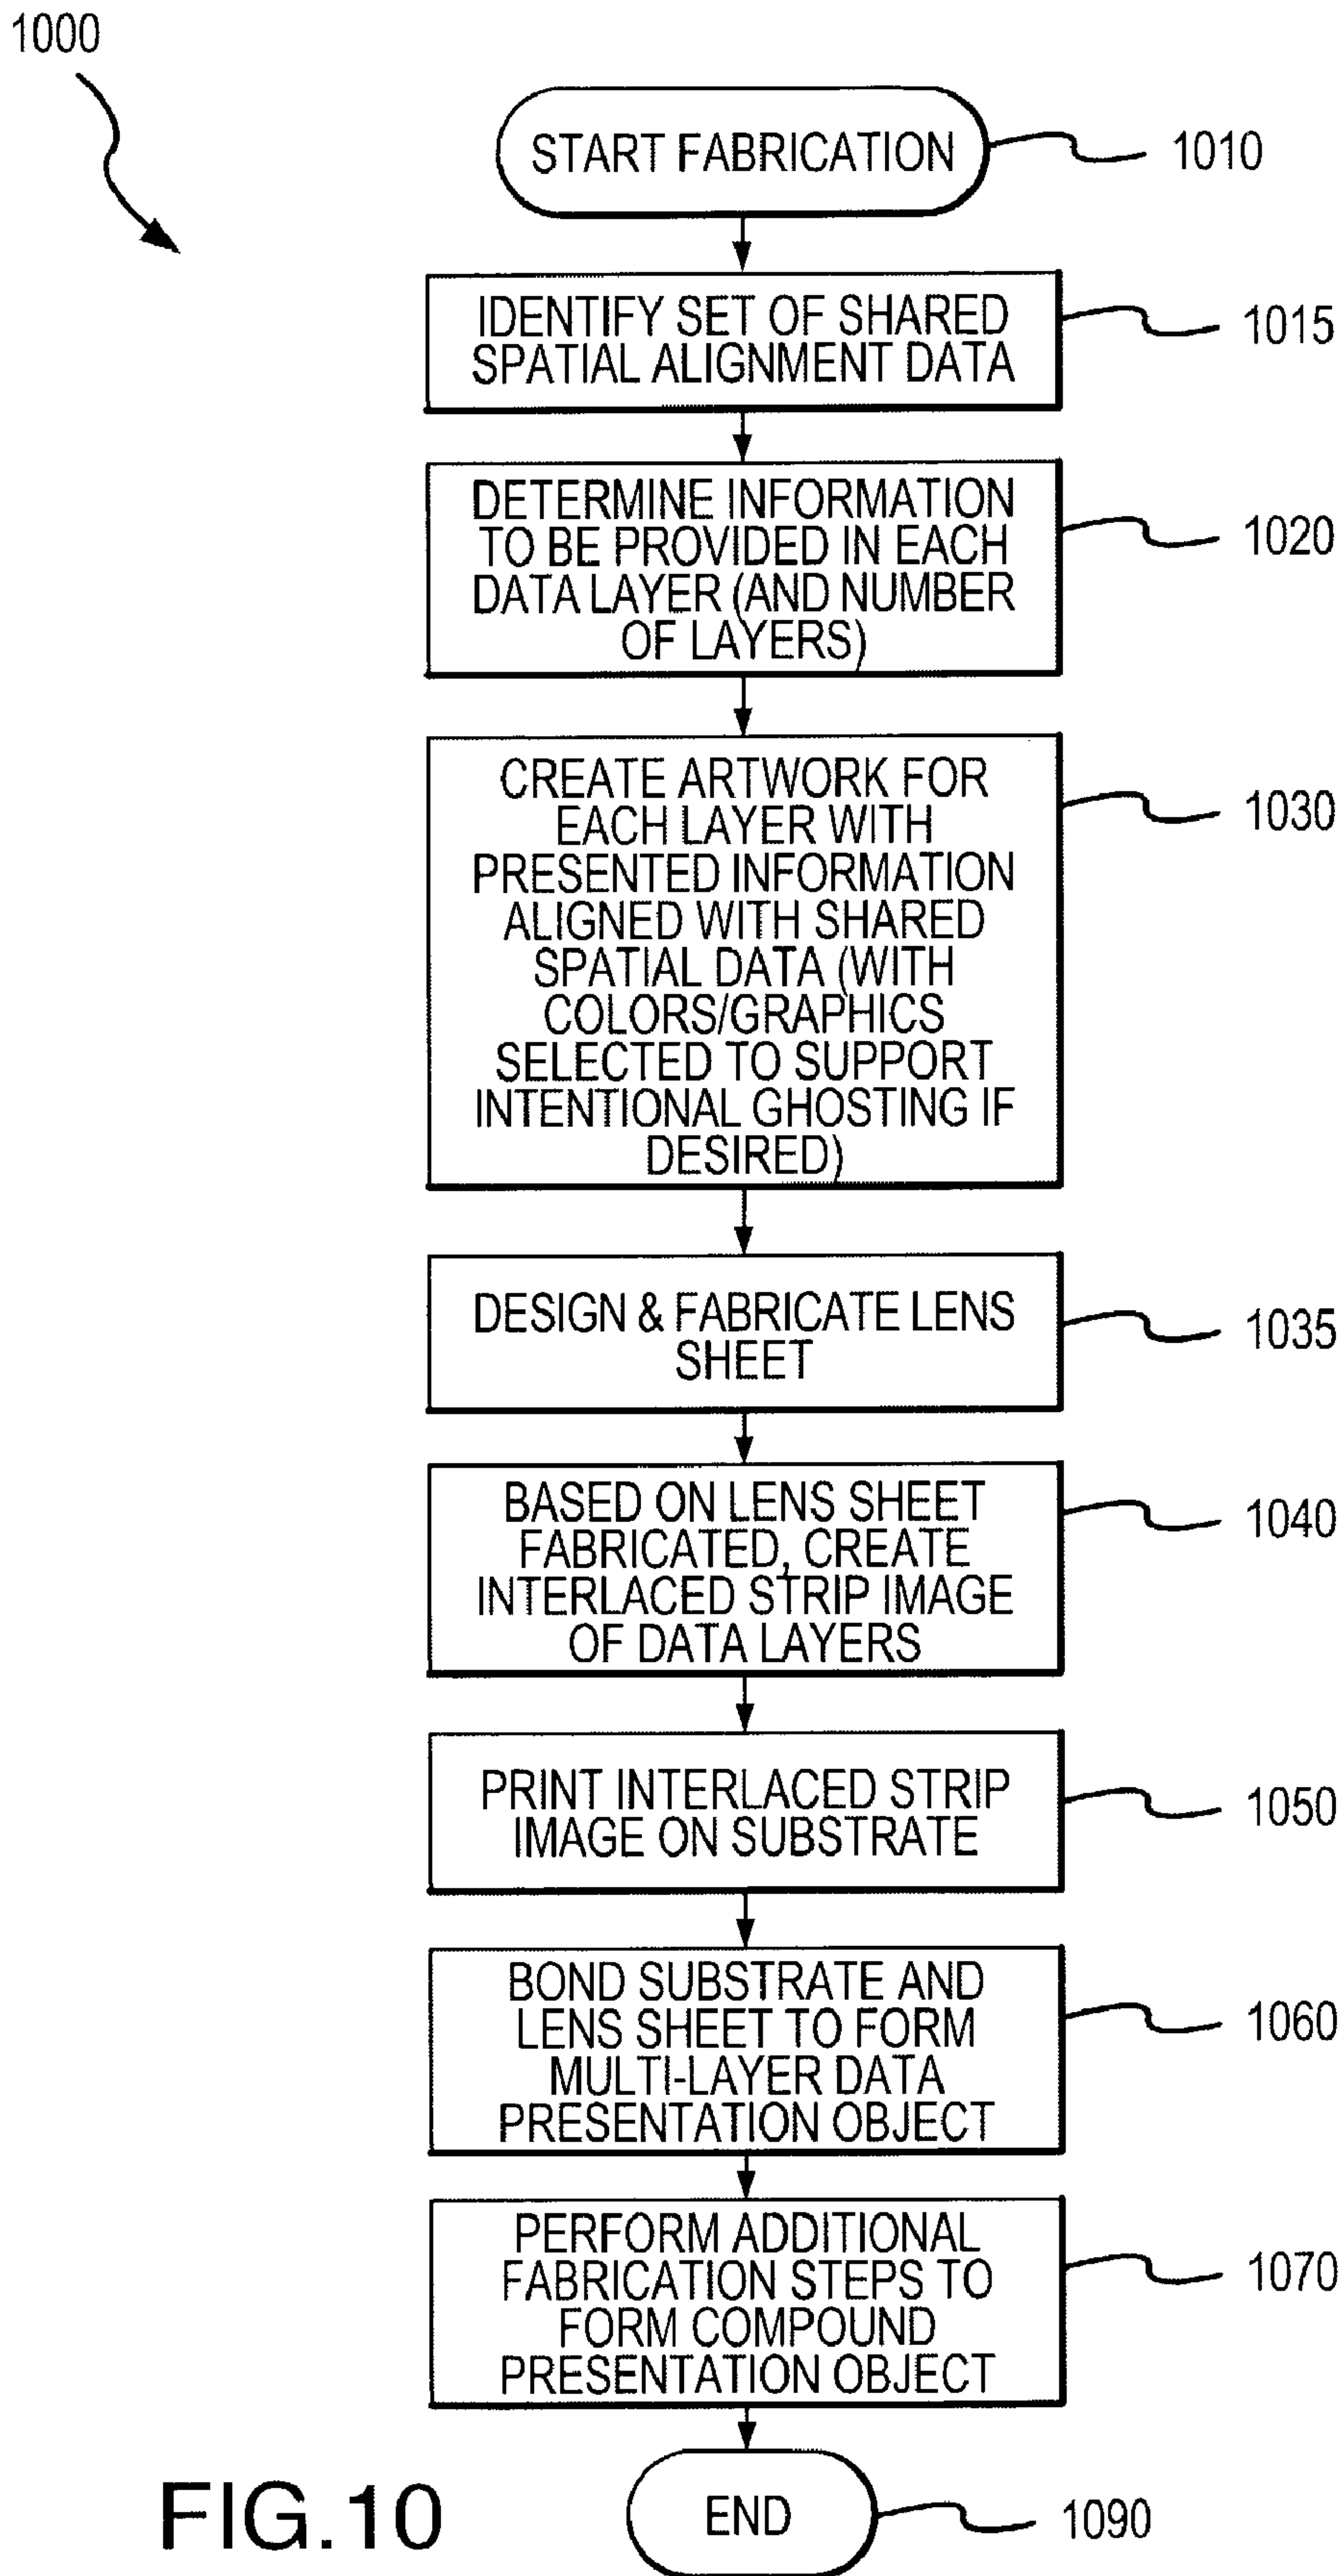 1000
START FABRICATION
1010
IDENTIFY SET OF SHARED
SPATIAL ALIGNMENT DATA
1015
DETERMINE INFORMATION
TO BE PROVIDED IN EACH
DATA LAYER (AND NUMBER
OF LAYERS)
1020
CREATE ARTWORK FOR
EACH LAYER WITH
PRESENTED INFORMATION
ALIGNED WITH SHARED
SPATIAL DATA (WITH
COLORS/GRAPHICS
SELECTED TO SUPPORT
INTENTIONAL GHOSTING IF
DESIRED)
1030
DESIGN & FABRICATE LENS
SHEET
1035
BASED ON LENS SHEET
FABRICATED, CREATE
INTERLACED STRIP IMAGE
OF DATA LAYERS
1040
PRINT INTERLACED STRIP
IMAGE ON SUBSTRATE
1050
BOND SUBSTRATE AND
LENS SHEET TO FORM
MULTI-LAYER DATA
PRESENTATION OBJECT
1060
PERFORM ADDITIONAL
FABRICATION STEPS TO
FORM COMPOUND
PRESENTATION OBJECT
1070
END
1090
FIG.10